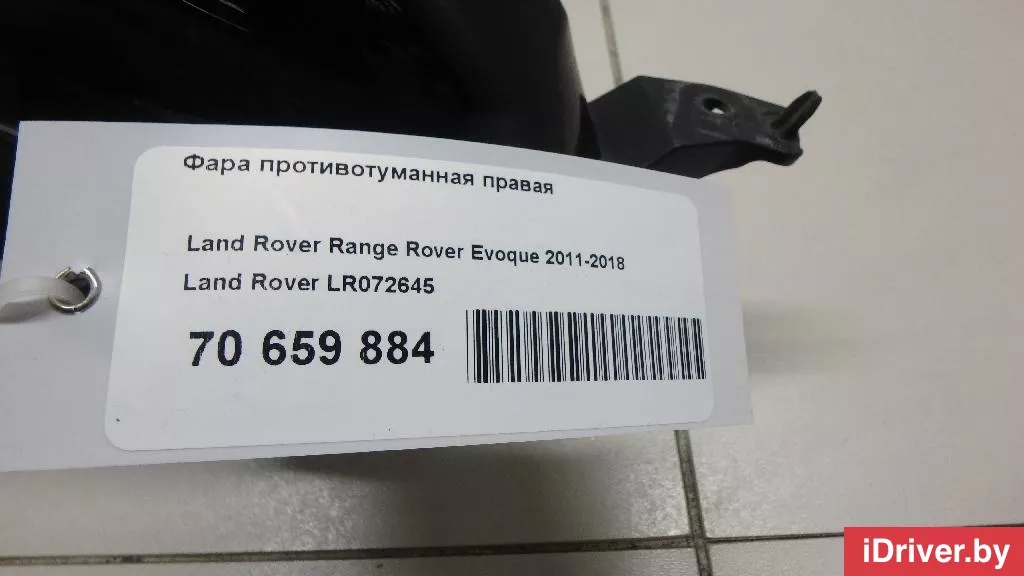 Фара противотуманная правая
Land Rover Range Rover Evoque 2011-2018
Land Rover LR072645
70 659 884
iDriver.by